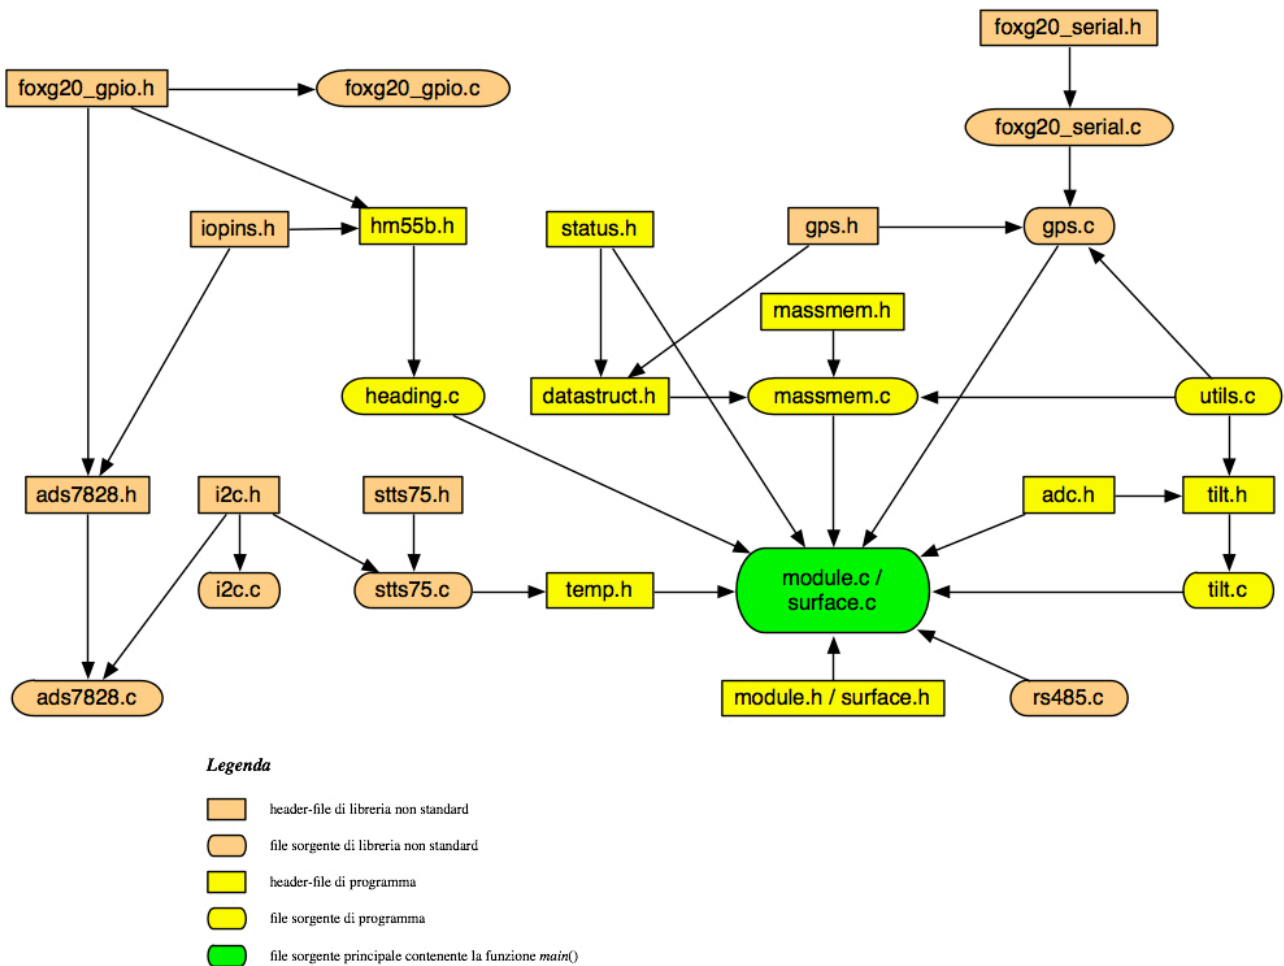 foxg20_serial.h
foxg20_gpio.h
foxg20_gpio.c
foxg20_serial.c
iopins.h
hm55b.h
status.h
gps.h
gps.c
massmem.h
heading.c
datastruct.h
massmem.c
utils.c
ads7828.h
i2c.h
stts75.h
adc.h
tilt.h
i2c.c
stts75.c
temp.h
module.c /
surface.c
tilt.c
ads7828.c
module.h / surface.h
rs485.c
Legenda
header-file di libreria non standard
file sorgente di libreria non standard
header-file di programma
file sorgente di programma
file sorgente principale contenente la funzione main()